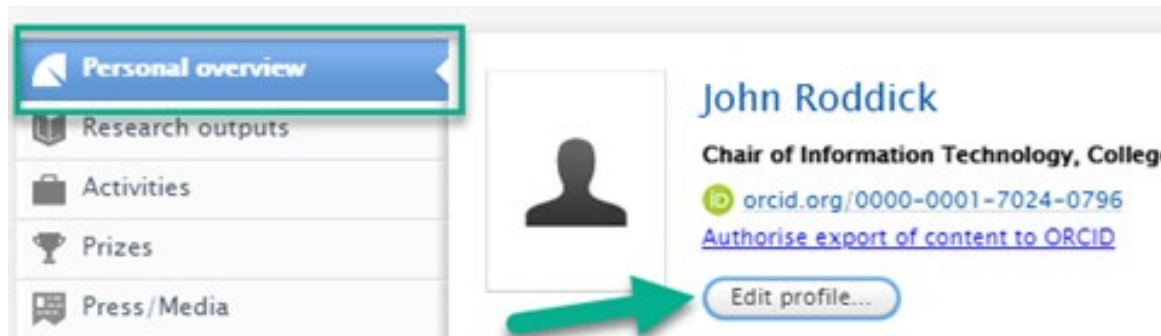 Personal overview
Research outputs
Activities
Prizes
Press/Media
John Roddick
Chair of Information Technology, Colleg
iD orcid.org/0000-0001-7024-0796
Authorise export of content to ORCID
Edit profile...